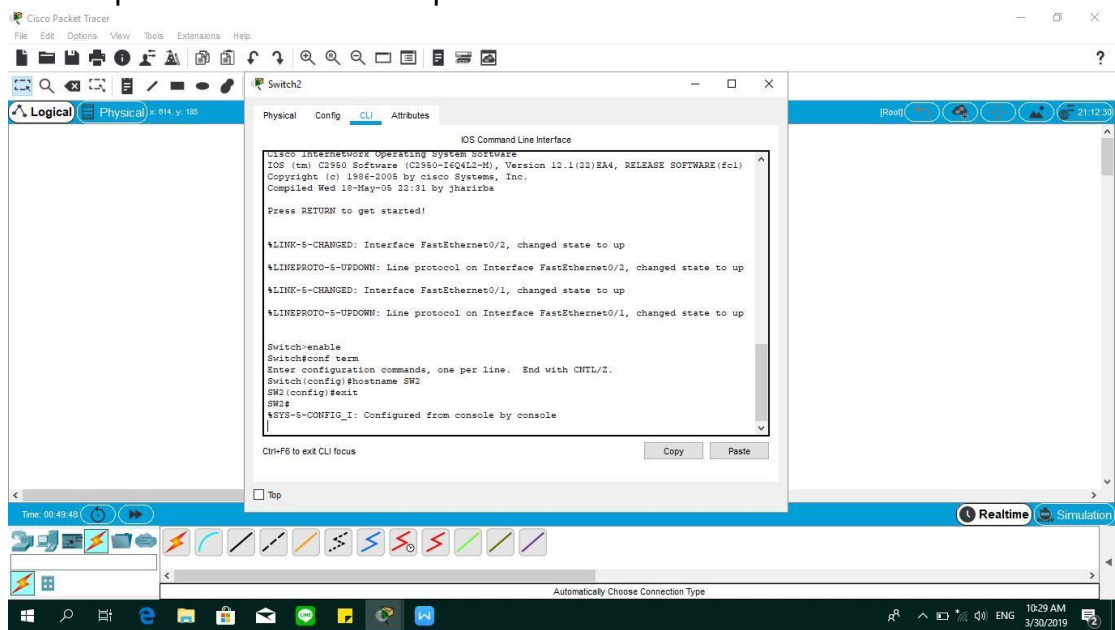 Cisco Packet Tracer
File Edit Options View Tools Extensions Help
Switch2
Logical Physical x: 614, y: 185
[Root] 21:12:30
Physical Config CLI Attributes
IOS Command Line Interface
Cisco Internetwork Operating System Software
IOS (tm) C2950 Software (C2950-I6Q4L2-M), Version 12.1(22)EA4, RELEASE SOFTWARE(fc1)
Copyright (c) 1986-2005 by cisco Systems, Inc.
Compiled Wed 18-May-05 22:31 by jharirba
Press RETURN to get started!
%LINK-5-CHANGED: Interface FastEthernet0/2, changed state to up
%LINEPROTO-5-UPDOWN: Line protocol on Interface FastEthernet0/2, changed state to up
%LINK-5-CHANGED: Interface FastEthernet0/1, changed state to up
%LINEPROTO-5-UPDOWN: Line protocol on Interface FastEthernet0/1, changed state to up
Switch>enable
Switch#conf term
Enter configuration commands, one per line. End with CNTL/Z.
Switch(config)#hostname SW2
SW2(config)#exit
SW2#
%SYS-5-CONFIG_I: Configured from console by console
Ctrl+F6 to exit CLI focus
Copy Paste
Top
Time: 00:49:48
Realtime Simulation
Automatically Choose Connection Type
ENG 10:29 AM
3/30/2019